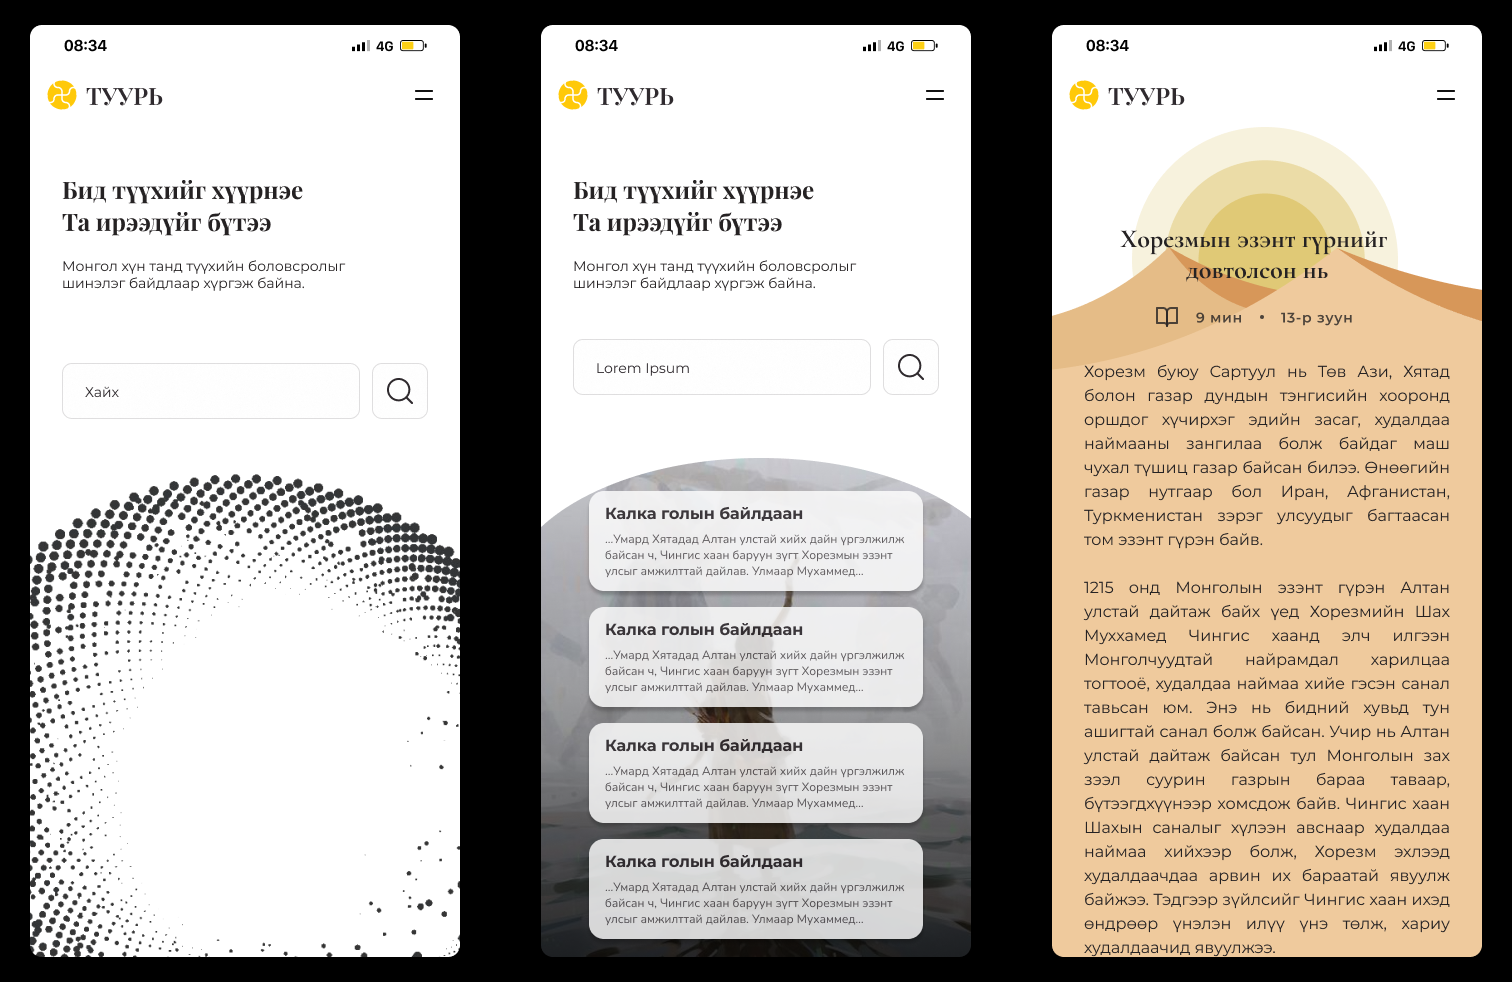 08:34
4G
ТУУРЬ
Бид түүхийг хүүрнэе
Та ирээдүйг бүтээ
Монгол хүн танд түүхийн боловсролыг
шинэлэг байдлаар хүргэж байна.
Хайх
08:34
4G
ТУУРЬ
Бид түүхийг хүүрнэе
Та ирээдүйг бүтээ
Монгол хүн танд түүхийн боловсролыг
шинэлэг байдлаар хүргэж байна.
Lorem Ipsum
Калка голын байлдаан
...Умард Хятадад Алтан улстай хийх дайн үргэлжилж
байсан ч, Чингис хаан баруун зүгт Хорезмын эзэнт
улсыг амжилттай дайлав. Улмаар Мухаммед...
Калка голын байлдаан
...Умард Хятадад Алтан улстай хийх дайн үргэлжилж
байсан ч, Чингис хаан баруун зүгт Хорезмын эзэнт
улсыг амжилттай дайлав. Улмаар Мухаммед...
Калка голын байлдаан
...Умард Хятадад Алтан улстай хийх дайн үргэлжилж
байсан ч, Чингис хаан баруун зүгт Хорезмын эзэнт
улсыг амжилттай дайлав. Улмаар Мухаммед...
Калка голын байлдаан
...Умард Хятадад Алтан улстай хийх дайн үргэлжилж
байсан ч, Чингис хаан баруун зүгт Хорезмын эзэнт
улсыг амжилттай дайлав. Улмаар Мухаммед...
08:34
4G
ТУУРЬ
Хорезмын эзэнт гүрнийг
довтолсон нь
9 мин • 13-р зуун
Хорезм буюу Сартуул нь Төв Ази, Хятад
болон газар дундын тэнгисийн хооронд
оршдог хүчирхэг эдийн засаг, худалдаа
наймааны зангилаа болж байдаг маш
чухал түшиц газар байсан билээ. Өнөөгийн
газар нутгаар бол Иран, Афганистан,
Туркменистан зэрэг улсуудыг багтаасан
том эзэнт гүрэн байв.
1215 онд Монголын эзэнт гүрэн Алтан
улстай дайтаж байх үед Хорезмийн Шах
Муххамед Чингис хаанд элч илгээн
Монголчуудтай найрамдал харилцаа
тогтооё, худалдаа наймаа хийе гэсэн санал
тавьсан юм. Энэ нь бидний хувьд тун
ашигтай санал болж байсан. Учир нь Алтан
улстай дайтаж байсан тул Монголын зах
зээл суурин газрын бараа таваар,
бүтээгдхүүнээр хомсдож байв. Чингис хаан
Шахын саналыг хүлээн авснаар худалдаа
наймаа хийхээр болж, Хорезм эхлээд
худалдаачдаа арвин их бараатай явуулж
байжээ. Тэдгээр зүйлсийг Чингис хаан ихэд
өндрөөр үнэлэн илүү үнэ төлж, хариу
худалдаачид явуулжээ.